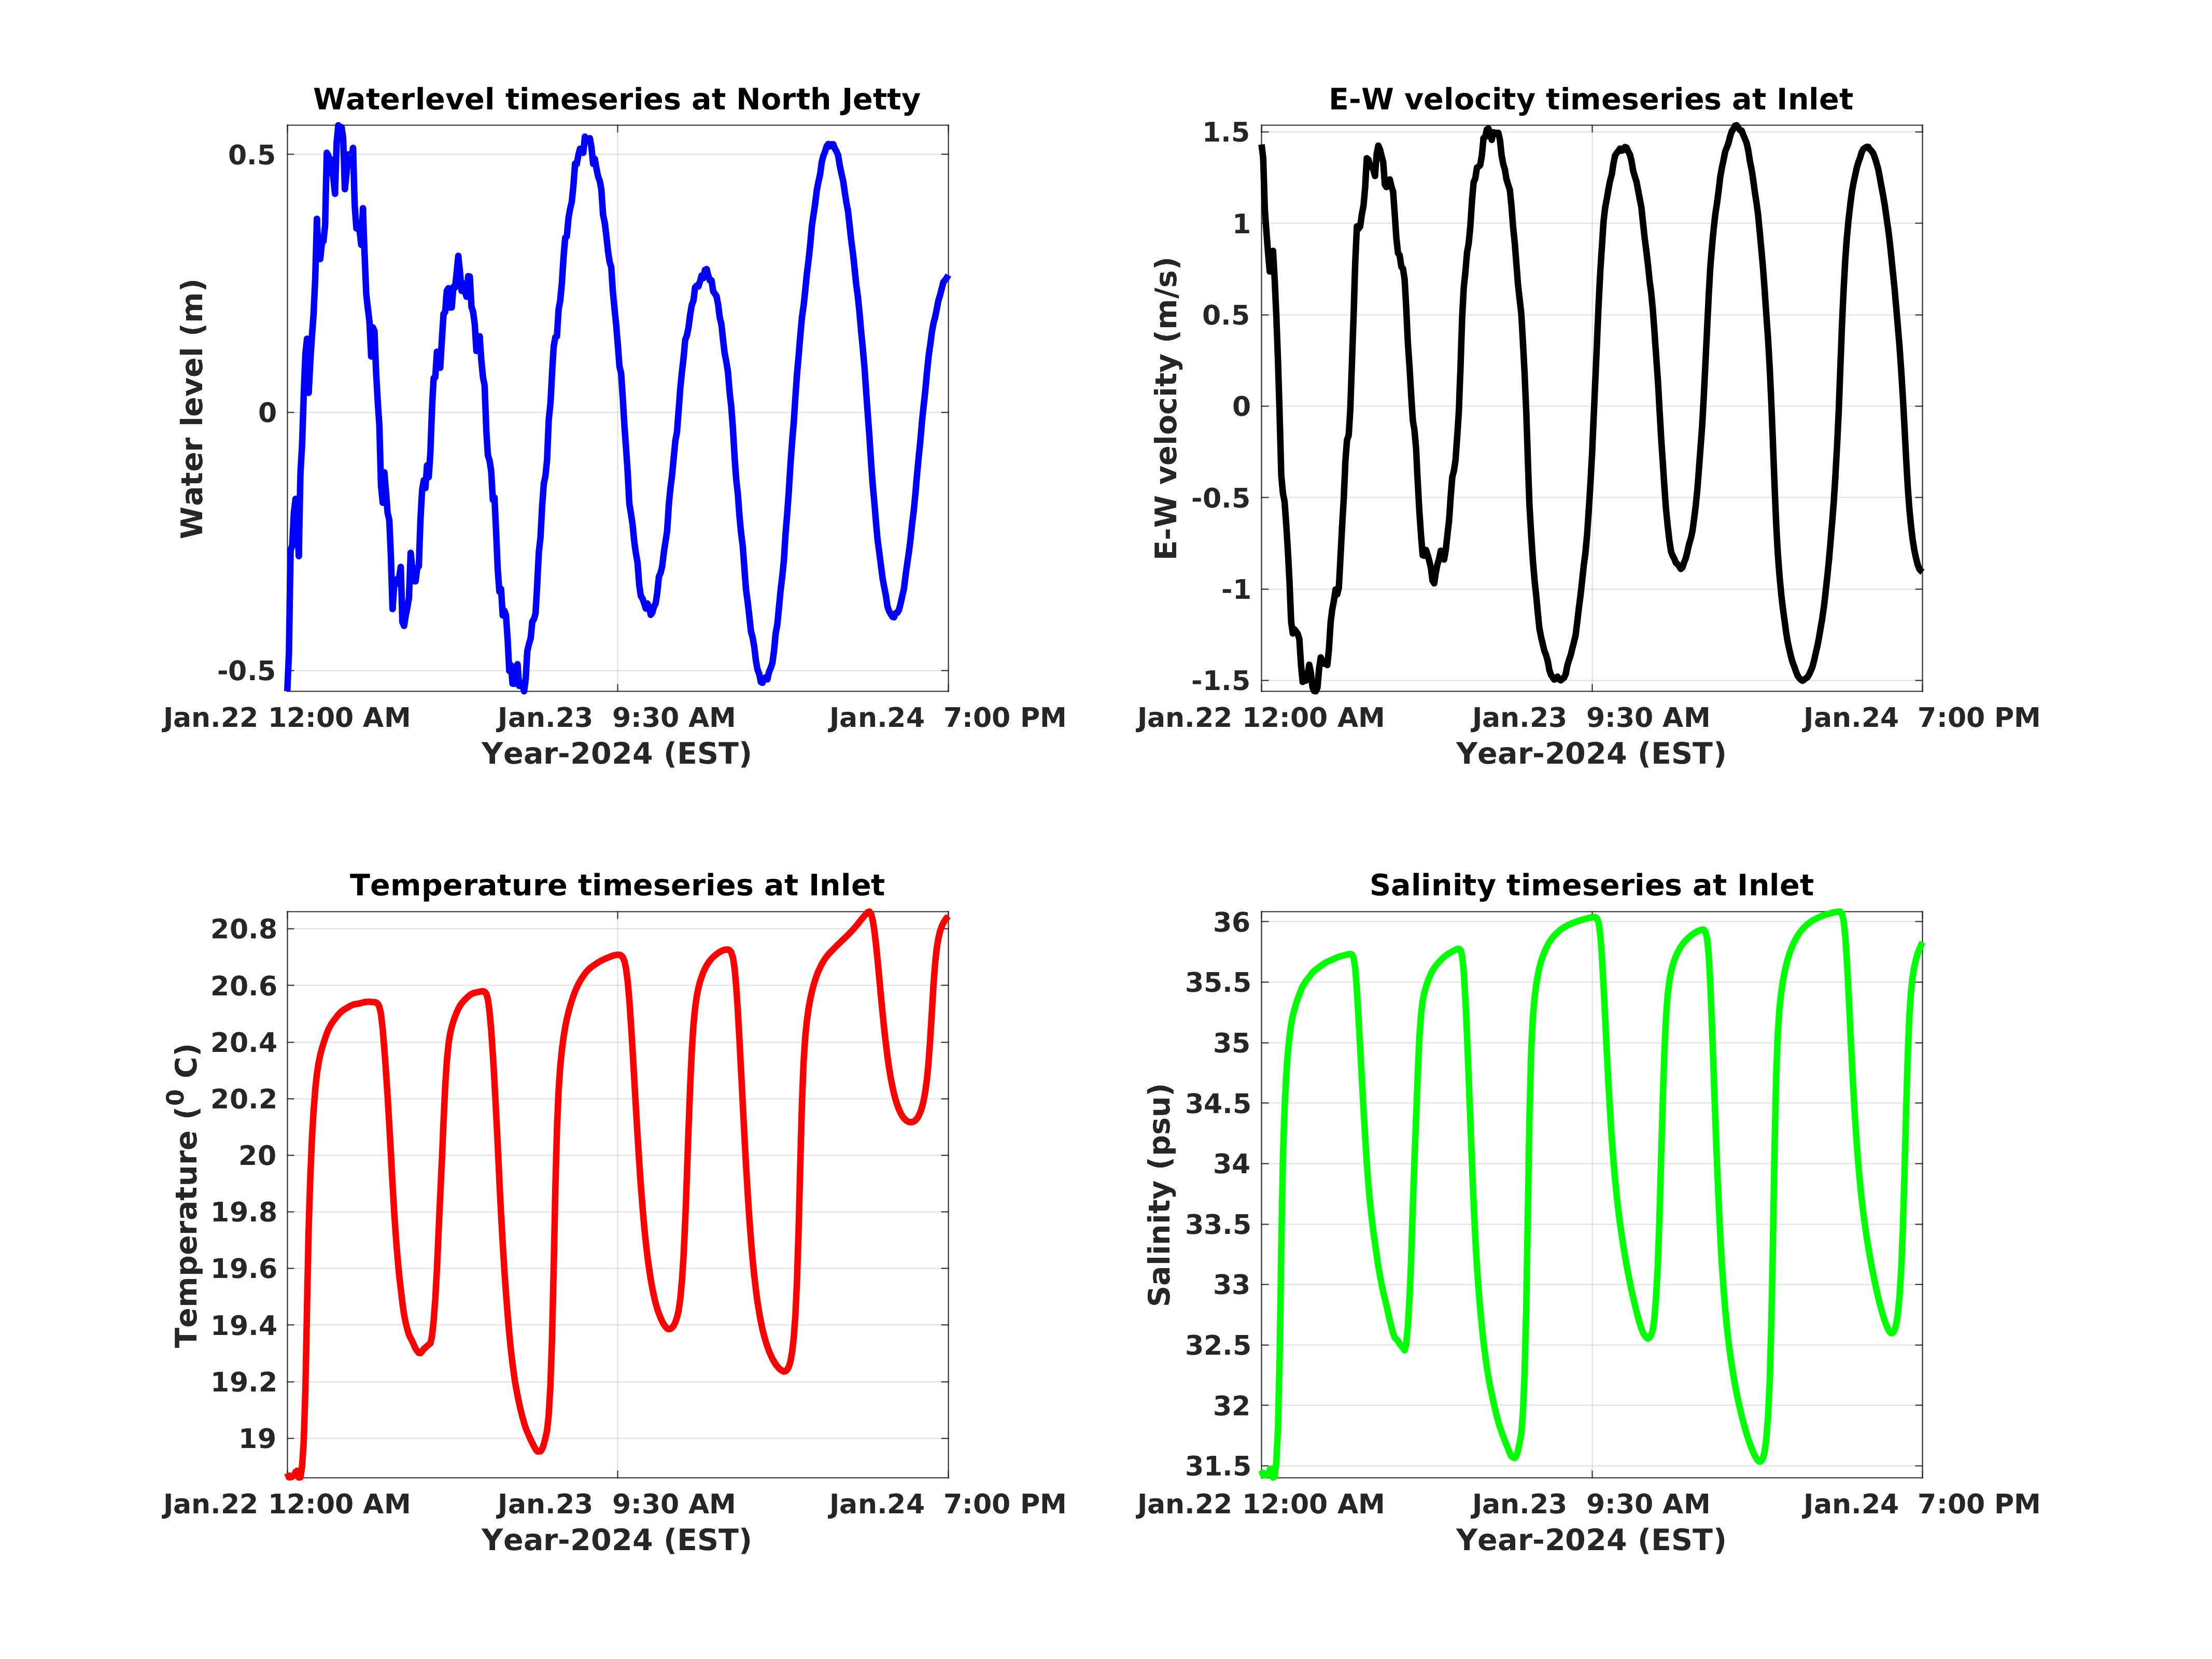 Waterlevel timeseries at North Jetty
0.5
0
-0.5
Water level (m)
Jan.22 12:00 AM Jan.23 9:30 AM Jan.24 7:00 PM
Year-2024 (EST)
E-W velocity timeseries at Inlet
1.5
1
0.5
0
-0.5
-1
-1.5
E-W velocity (m/s)
Jan.22 12:00 AM Jan.23 9:30 AM Jan.24 7:00 PM
Year-2024 (EST)
Temperature timeseries at Inlet
20.8
20.6
20.4
20.2
20
19.8
19.6
19.4
19.2
19
Temperature (⁰ C)
Jan.22 12:00 AM Jan.23 9:30 AM Jan.24 7:00 PM
Year-2024 (EST)
Salinity timeseries at Inlet
36
35.5
35
34.5
34
33.5
33
32.5
32
31.5
Salinity (psu)
Jan.22 12:00 AM Jan.23 9:30 AM Jan.24 7:00 PM
Year-2024 (EST)